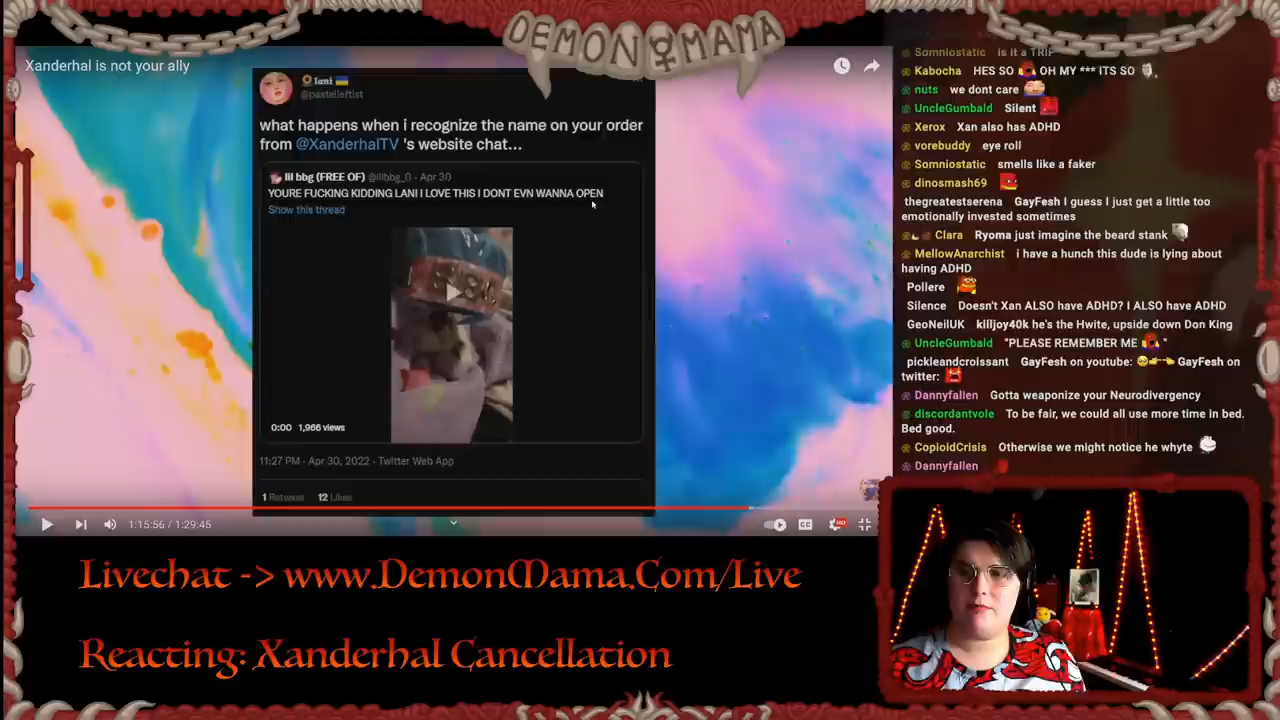 DEMON MAMA
Xanderhal is not your ally
lani
@pastelleftist
what happens when i recognize the name on your order
from @XanderhalTV 's website chat...
lil bbg (FREE OF) @lilbbg_0 · Apr 30
YOURE FUCKING KIDDING LANI I LOVE THIS I DONT EVN WANNA OPEN
Show this thread
0:00 1,966 views
11:27 PM · Apr 30, 2022 · Twitter Web App
1 Retweet 12 Likes
1:15:56 / 1:29:45
CC
HD
Somniostatic Is it a TRIP
Kabocha HES SO OH MY *** ITS SO
nuts we dont care
UncleGumbald Silent
Xerox Xan also has ADHD
vorebuddy eye roll
Somniostatic smells like a faker
dinosmash69
thegreatestserena GayFesh I guess I just get a little too
emotionally invested sometimes
Clara Ryoma just imagine the beard stank
MellowAnarchist i have a hunch this dude is lying about
having ADHD
Pollere
Silence Doesn't Xan ALSO have ADHD? I ALSO have ADHD
GeoNeilUK killjoy40k he's the Hwite, upside down Don King
UncleGumbald "PLEASE REMEMBER ME "
pickleandcroissant GayFesh on youtube: GayFesh on
twitter:
Dannyfallen Gotta weaponize your Neurodivergency
discordantvole To be fair, we could all use more time in bed.
Bed good.
CopioidCrisis Otherwise we might notice he whyte
Dannyfallen
Livechat -> www.DemonMama.Com/Live
Reacting: Xanderhal Cancellation